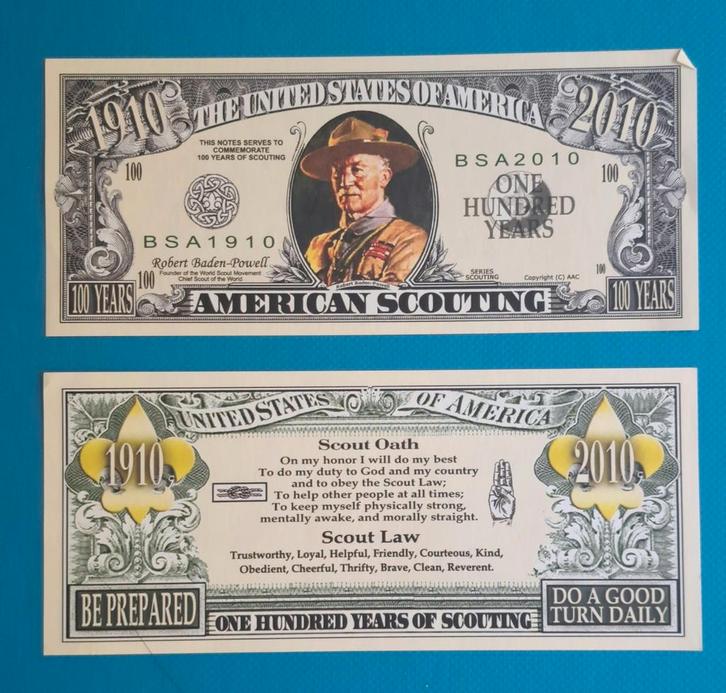 1910
THE UNITED STATES OF AMERICA
2010
THIS NOTES SERVES TO
COMMEMORATE
100 YEARS OF SCOUTING
100
BSA2010
100
ONE
HUNDRED
YEARS
BSA1910
Robert Baden-Powell
Founder of the World Scout Movement
Chief Scout of the World
100
SERIES
SCOUTING
Copyright (C) AAC
100
Robert Baden-Powell
100 YEARS
AMERICAN SCOUTING
100 YEARS
UNITED STATES OF AMERICA
1910
2010
Scout Oath
On my honor I will do my best
To do my duty to God and my country
and to obey the Scout Law;
To help other people at all times;
To keep myself physically strong,
mentally awake, and morally straight.
Scout Law
Trustworthy, Loyal, Helpful, Friendly, Courteous, Kind,
Obedient, Cheerful, Thrifty, Brave, Clean, Reverent.
BE PREPARED
ONE HUNDRED YEARS OF SCOUTING
DO A GOOD
TURN DAILY